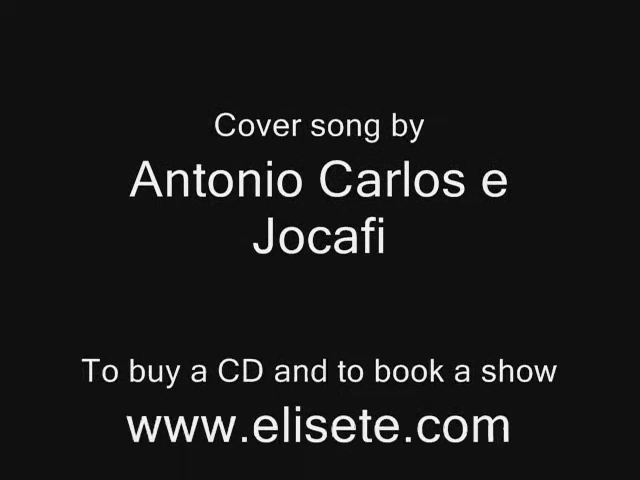 Cover song by
Antonio Carlos e
Jocafi
To buy a CD and to book a show
www.elisete.com